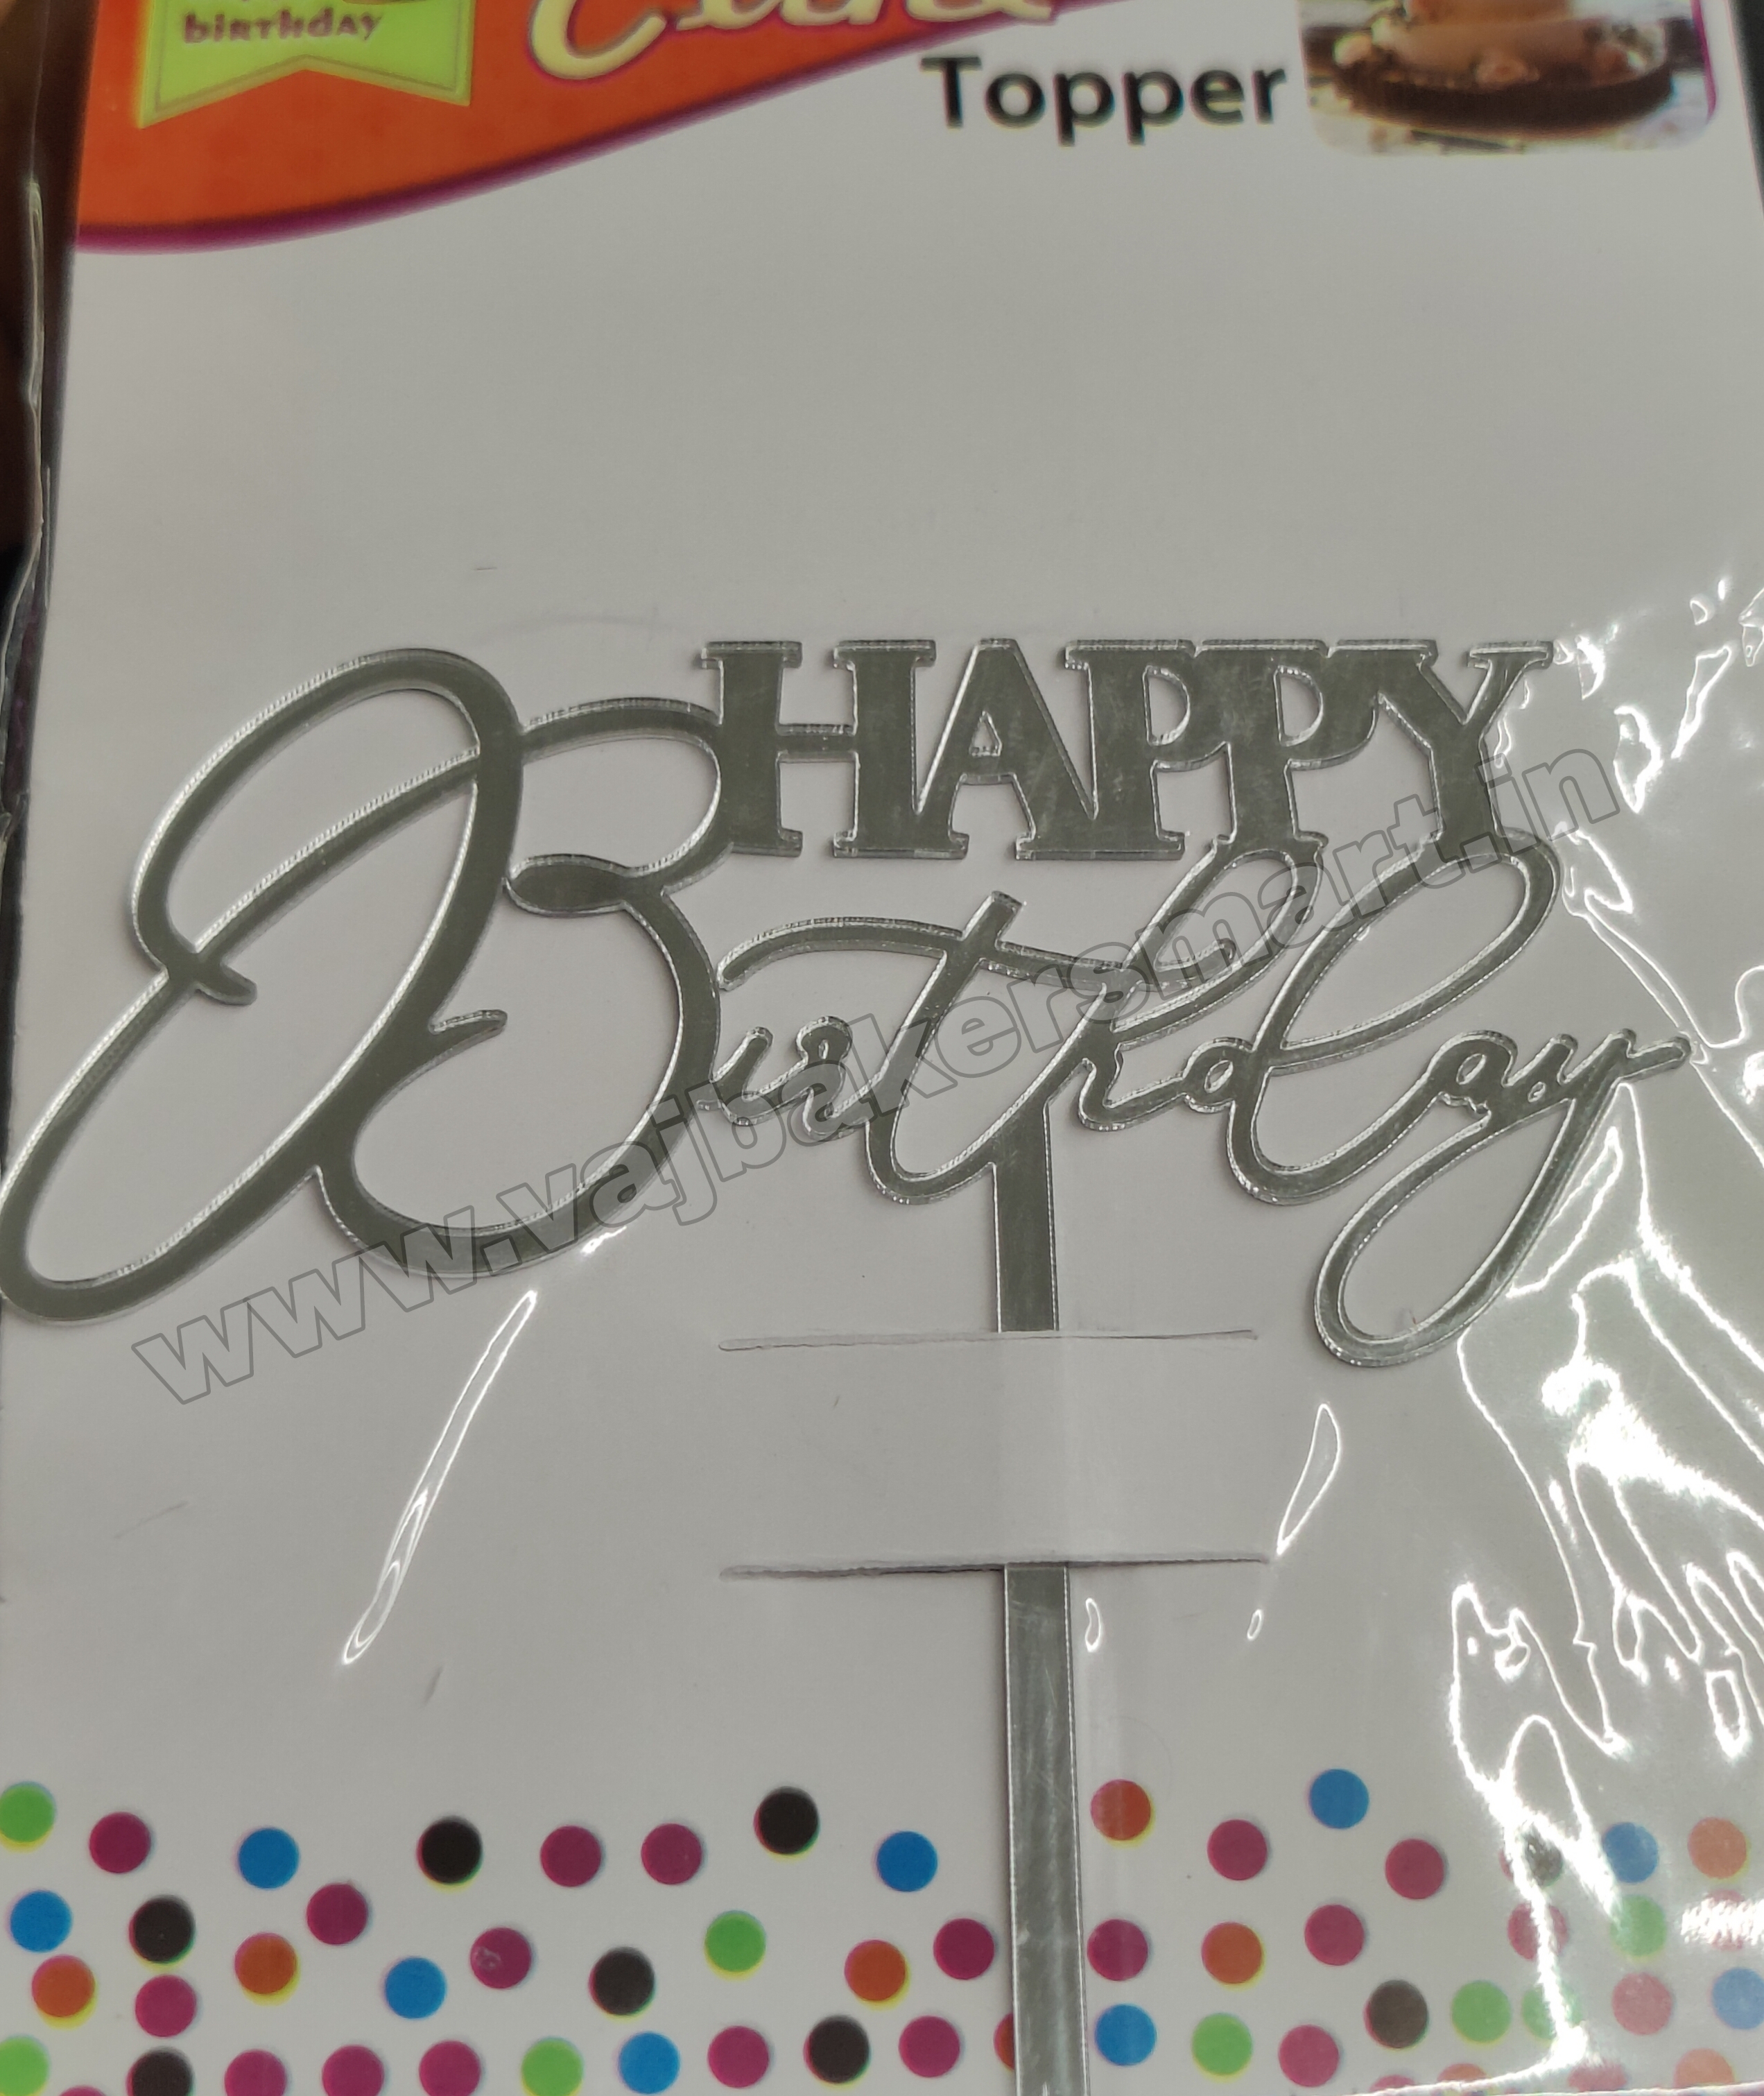 birthday
Topper
HAPPY
Birthday
www.vajbakersmart.in